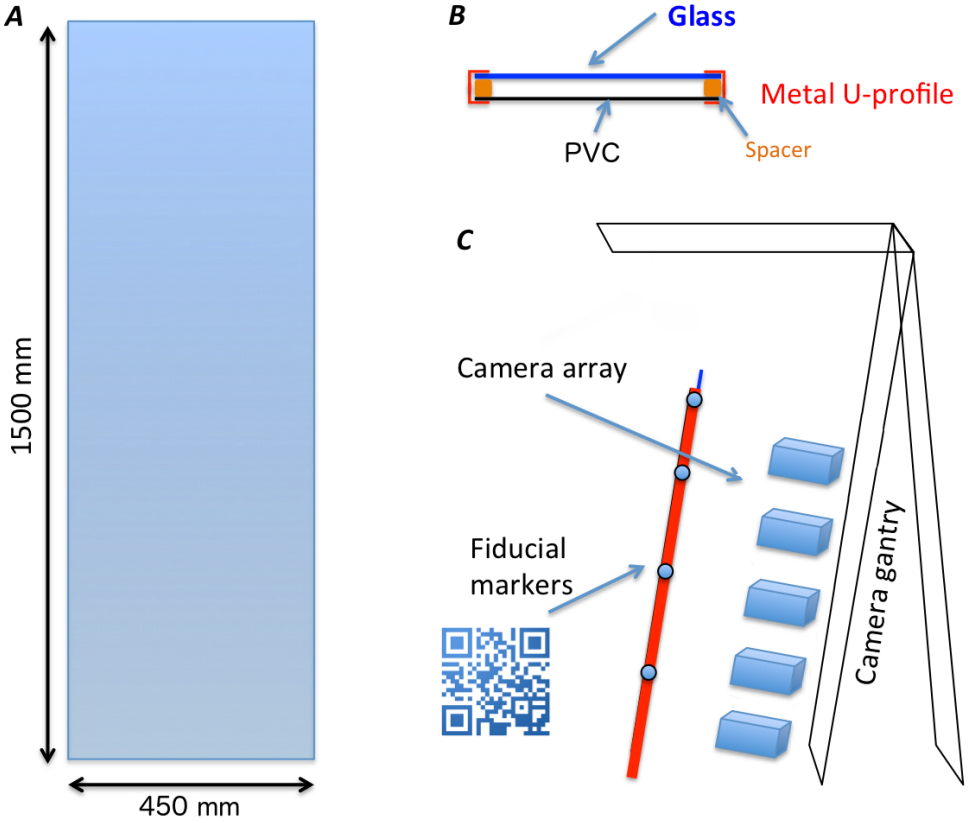 A
1500 mm
450 mm
B
Glass
Metal U-profile
PVC
Spacer
C
Camera array
Fiducial
markers
Camera gantry